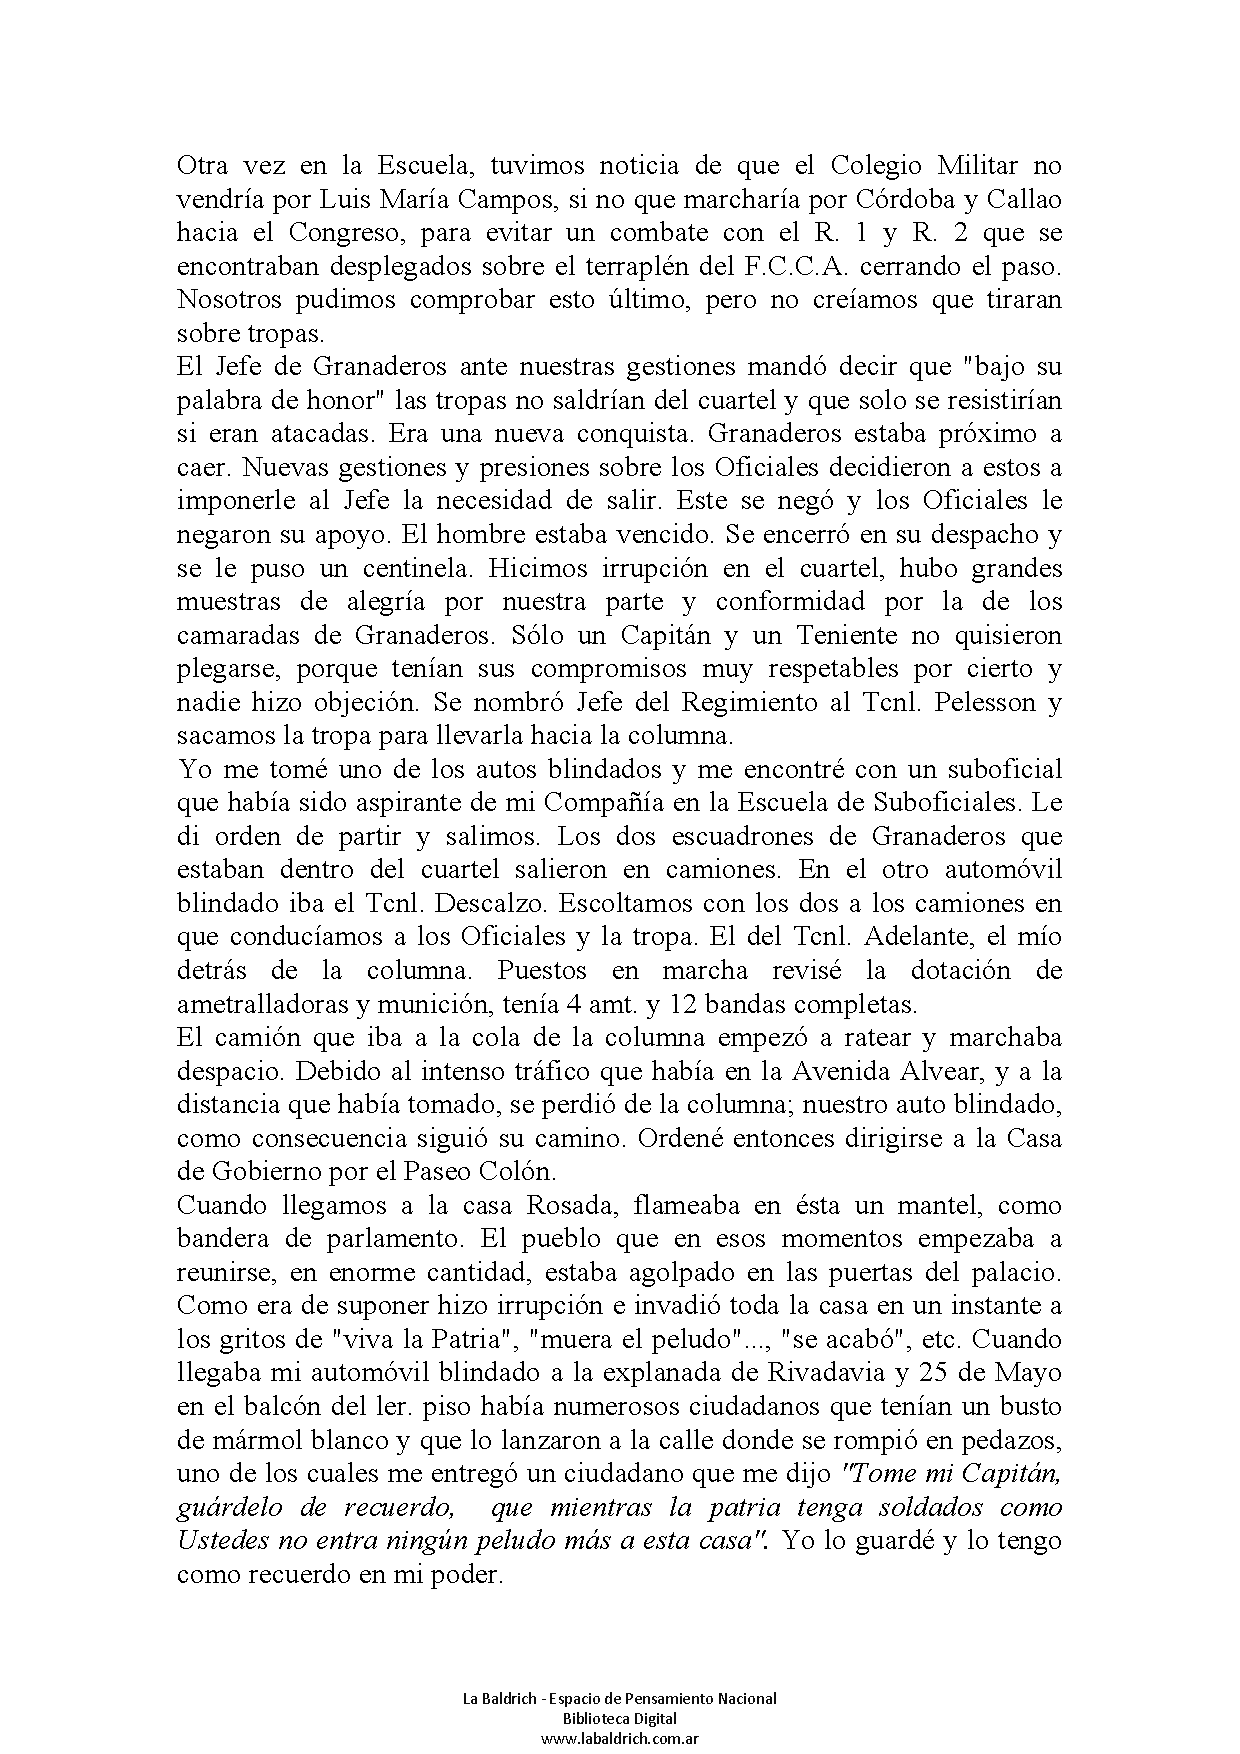 Otra vez en la Escuela, tuvimos noticia de que el Colegio Militar no
vendría por Luis María Campos, si no que marcharía por Córdoba y Callao
hacia el Congreso, para evitar un combate con el R. 1 y R. 2 que se
encontraban desplegados sobre el terraplén del F.C.C.A. cerrando el paso.
Nosotros pudimos comprobar esto último, pero no creíamos que tiraran
sobre tropas.
El Jefe de Granaderos ante nuestras gestiones mandó decir que "bajo su
palabra de honor" las tropas no saldrían del cuartel y que solo se resistirían
si eran atacadas. Era una nueva conquista. Granaderos estaba próximo a
caer. Nuevas gestiones y presiones sobre los Oficiales decidieron a estos a
imponerle al Jefe la necesidad de salir. Este se negó y los Oficiales le
negaron su apoyo. El hombre estaba vencido. Se encerró en su despacho y
se le puso un centinela. Hicimos irrupción en el cuartel, hubo grandes
muestras de alegría por nuestra parte y conformidad por la de los
camaradas de Granaderos. Sólo un Capitán y un Teniente no quisieron
plegarse, porque tenían sus compromisos muy respetables por cierto y
nadie hizo objeción. Se nombró Jefe del Regimiento al Tcnl. Pelesson y
sacamos la tropa para llevarla hacia la columna.
Yo me tomé uno de los autos blindados y me encontré con un suboficial
que había sido aspirante de mi Compañía en la Escuela de Suboficiales. Le
di orden de partir y salimos. Los dos escuadrones de Granaderos que
estaban dentro del cuartel salieron en camiones. En el otro automóvil
blindado iba el Tcnl. Descalzo. Escoltamos con los dos a los camiones en
que conducíamos a los Oficiales y la tropa. El del Tcnl. Adelante, el mío
detrás de la columna. Puestos en marcha revisé la dotación de
ametralladoras y munición, tenía 4 amt. y 12 bandas completas.
El camión que iba a la cola de la columna empezó a ratear y marchaba
despacio. Debido al intenso tráfico que había en la Avenida Alvear, y a la
distancia que había tomado, se perdió de la columna; nuestro auto blindado,
como consecuencia siguió su camino. Ordené entonces dirigirse a la Casa
de Gobierno por el Paseo Colón.
Cuando llegamos a la casa Rosada, flameaba en ésta un mantel, como
bandera de parlamento. El pueblo que en esos momentos empezaba a
reunirse, en enorme cantidad, estaba agolpado en las puertas del palacio.
Como era de suponer hizo irrupción e invadió toda la casa en un instante a
los gritos de "viva la Patria", "muera el peludo"..., "se acabó", etc. Cuando
llegaba mi automóvil blindado a la explanada de Rivadavia y 25 de Mayo
en el balcón del ler. piso había numerosos ciudadanos que tenían un busto
de mármol blanco y que lo lanzaron a la calle donde se rompió en pedazos,
uno de los cuales me entregó un ciudadano que me dijo "Tome mi Capitán,
guárdelo de recuerdo, que mientras la patria tenga soldados como
Ustedes no entra ningún peludo más a esta casa". Yo lo guardé y lo tengo
como recuerdo en mi poder.
La Baldrich - Espacio de Pensamiento Nacional
Biblioteca Digital
www.labaldrich.com.ar